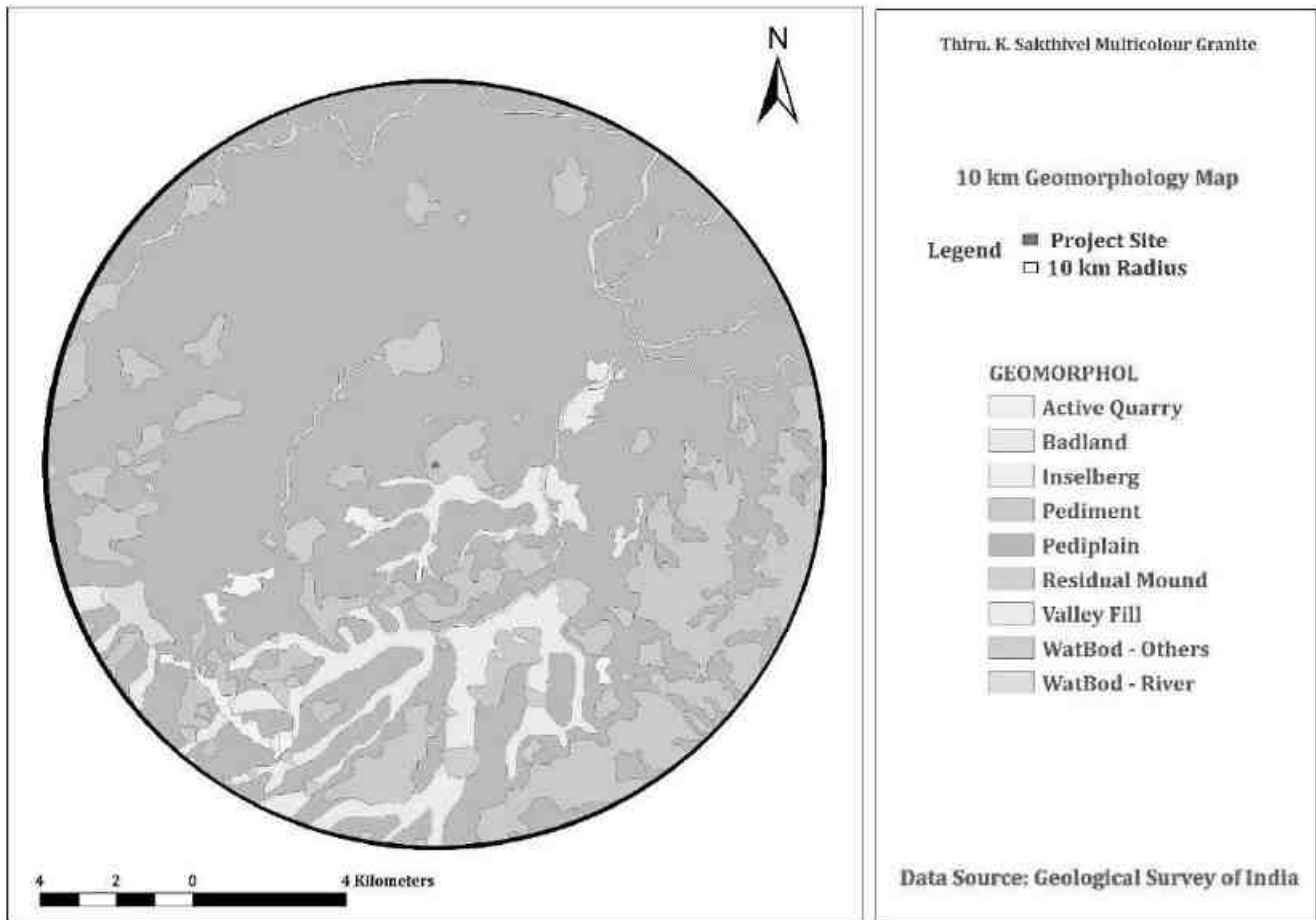 N
4 2 0 4 Kilometers
Thiru. K. Sakthivel Multicolour Granite
10 km Geomorphology Map
Legend
Project Site
10 km Radius
GEOMORPHOL
Active Quarry
Badland
Inselberg
Pediment
Pediplain
Residual Mound
Valley Fill
WatBod - Others
WatBod - River
Data Source: Geological Survey of India